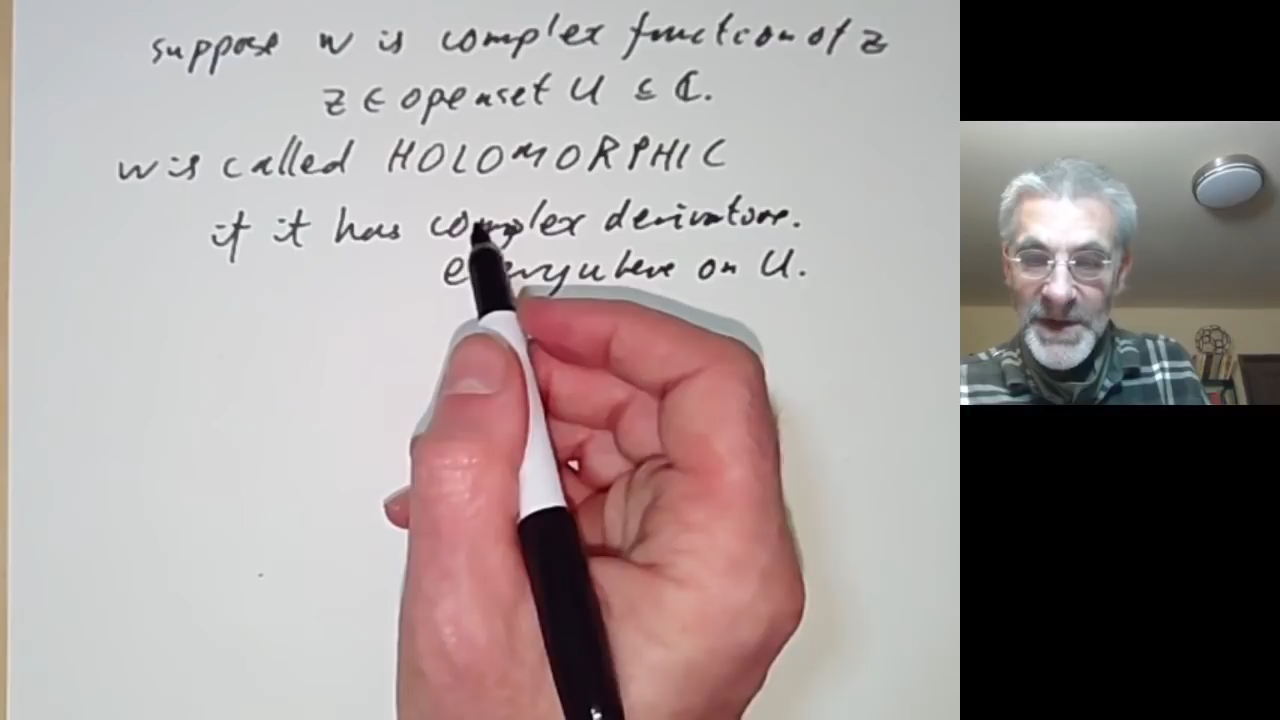 suppose w is complex function of z
z ∈ open set U ⊆ ℂ.
w is called HOLOMORPHIC
if it has complex derivative.
everywhere on U.